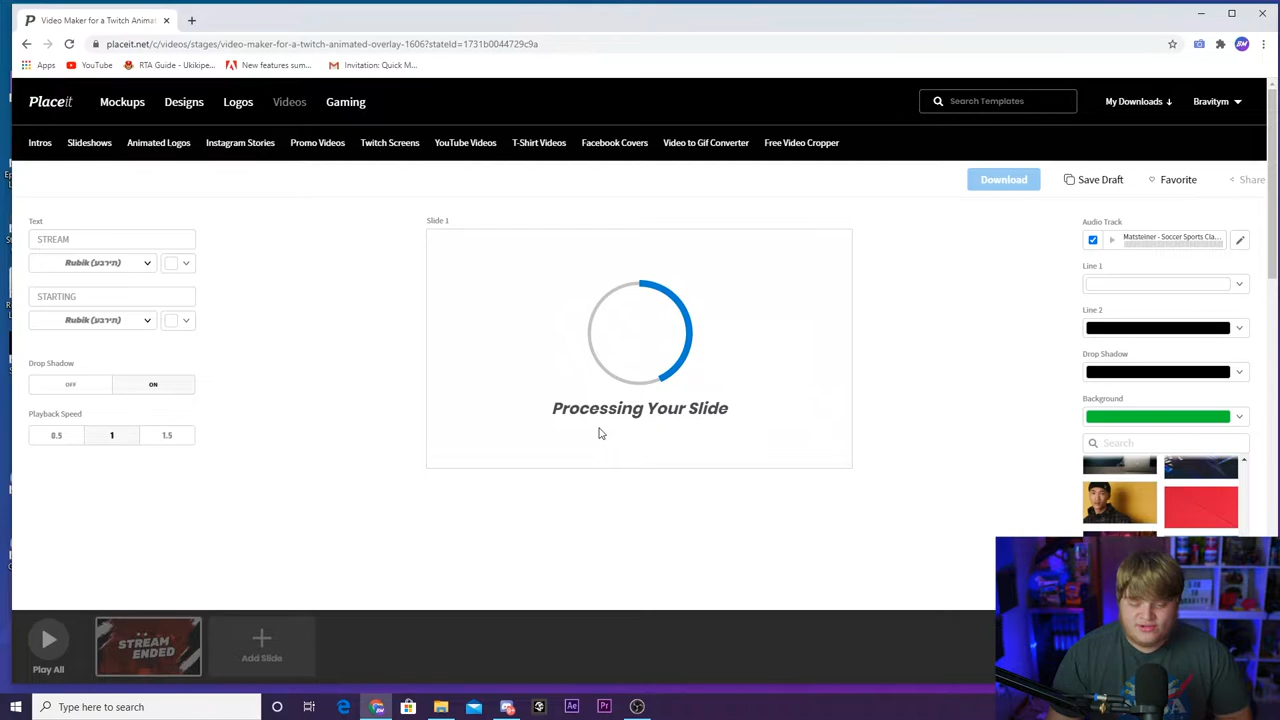 Video Maker for a Twitch Animat
placeit.net/c/videos/stages/video-maker-for-a-twitch-animated-overlay-1606?stateId=1731b0044729c9a
BM
Apps
YouTube
RTA Guide - Ukikipe...
New features sum...
Invitation: Quick M...
Placeit
Mockups
Designs
Logos
Videos
Gaming
Search Templates
My Downloads
Bravitym
Intros
Slideshows
Animated Logos
Instagram Stories
Promo Videos
Twitch Screens
YouTube Videos
T-Shirt Videos
Facebook Covers
Video to Gif Converter
Free Video Cropper
Download
Save Draft
Favorite
Share
Text
STREAM
Rubik (תירבע)
STARTING
Rubik (תירבע)
Drop Shadow
OFF
ON
Playback Speed
0.5
1
1.5
Slide 1
Processing Your Slide
Audio Track
Matsteiner - Soccer Sports Cla...
Line 1
Line 2
Drop Shadow
Background
Search
Play All
STREAM
ENDED
Add Slide
Type here to search
Ae
Pr